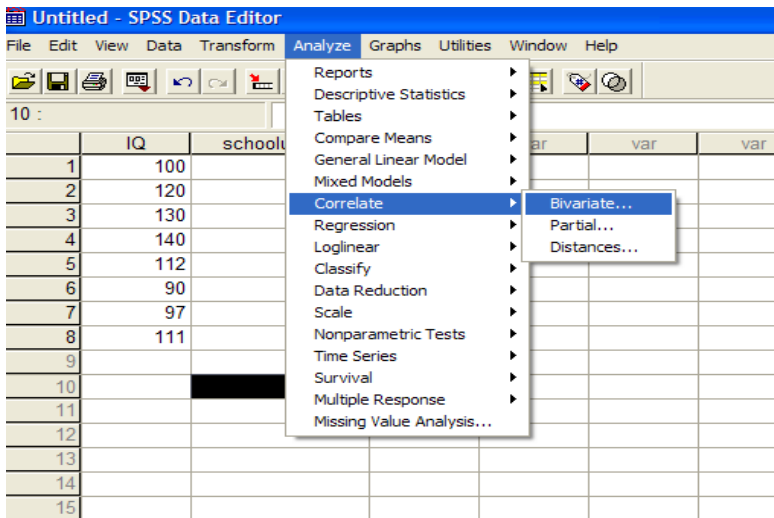 Untitled - SPSS Data Editor
File Edit View Data Transform Analyze Graphs Utilities Window Help
10 :
IQ schoolu ar var var
1 100
2 120
3 130
4 140
5 112
6 90
7 97
8 111
9
10
11
12
13
14
15
Reports
Descriptive Statistics
Tables
Compare Means
General Linear Model
Mixed Models
Correlate
Regression
Loglinear
Classify
Data Reduction
Scale
Nonparametric Tests
Time Series
Survival
Multiple Response
Missing Value Analysis...
Bivariate...
Partial...
Distances...